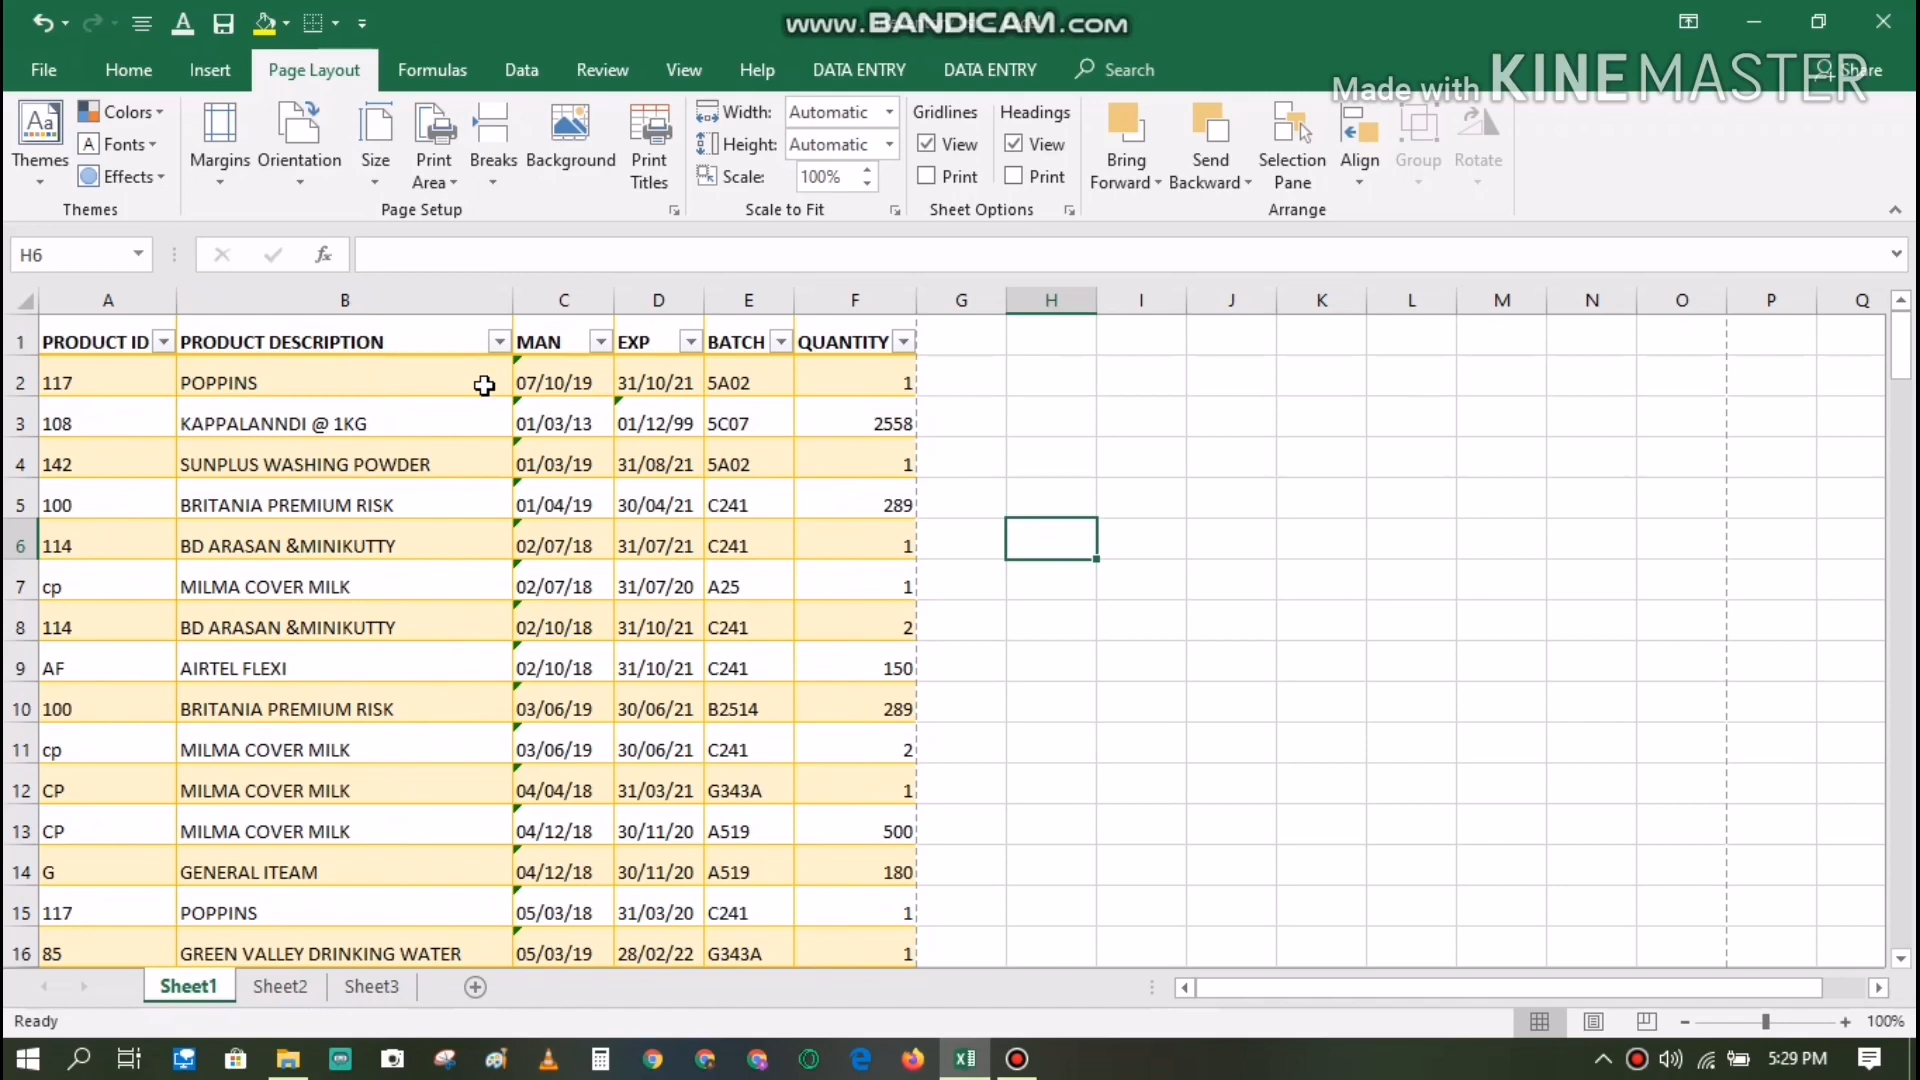 www.BANDICAM.com
File Home Insert Page Layout Formulas Data Review View Help DATA ENTRY DATA ENTRY Search Share
Made with KINEMASTER
Aa Themes Colors Fonts Effects
Margins Orientation Size Print Area Breaks Background Print Titles
Width: Automatic
Height: Automatic
Scale: 100%
Gridlines Headings
View View
Print Print
Bring Forward Send Backward Selection Pane Align Group Rotate
Themes Page Setup Scale to Fit Sheet Options Arrange
H6 fx
A B C D E F G H I J K L M N O P Q
1 PRODUCT ID PRODUCT DESCRIPTION MAN EXP BATCH QUANTITY
2 117 POPPINS 07/10/19 31/10/21 5A02 1
3 108 KAPPALANNDI @ 1KG 01/03/13 01/12/99 5C07 2558
4 142 SUNPLUS WASHING POWDER 01/03/19 31/08/21 5A02 1
5 100 BRITANIA PREMIUM RISK 01/04/19 30/04/21 C241 289
6 114 BD ARASAN &MINIKUTTY 02/07/18 31/07/21 C241 1
7 cp MILMA COVER MILK 02/07/18 31/07/20 A25 1
8 114 BD ARASAN &MINIKUTTY 02/10/18 31/10/21 C241 2
9 AF AIRTEL FLEXI 02/10/18 31/10/21 C241 150
10 100 BRITANIA PREMIUM RISK 03/06/19 30/06/21 B2514 289
11 cp MILMA COVER MILK 03/06/19 30/06/21 C241 2
12 CP MILMA COVER MILK 04/04/18 31/03/21 G343A 1
13 CP MILMA COVER MILK 04/12/18 30/11/20 A519 500
14 G GENERAL ITEAM 04/12/18 30/11/20 A519 180
15 117 POPPINS 05/03/18 31/03/20 C241 1
16 85 GREEN VALLEY DRINKING WATER 05/03/19 28/02/22 G343A 1
Sheet1 Sheet2 Sheet3
Ready 100%
5:29 PM